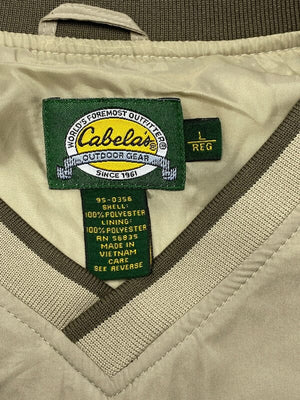 WORLD'S FOREMOST OUTFITTER
Cabela's
OUTDOOR GEAR
SINCE 1961
L
REG
95-0356
SHELL:
100% POLYESTER
LINING:
100% POLYESTER
RN 56835
MADE IN
VIETNAM
CARE
SEE REVERSE